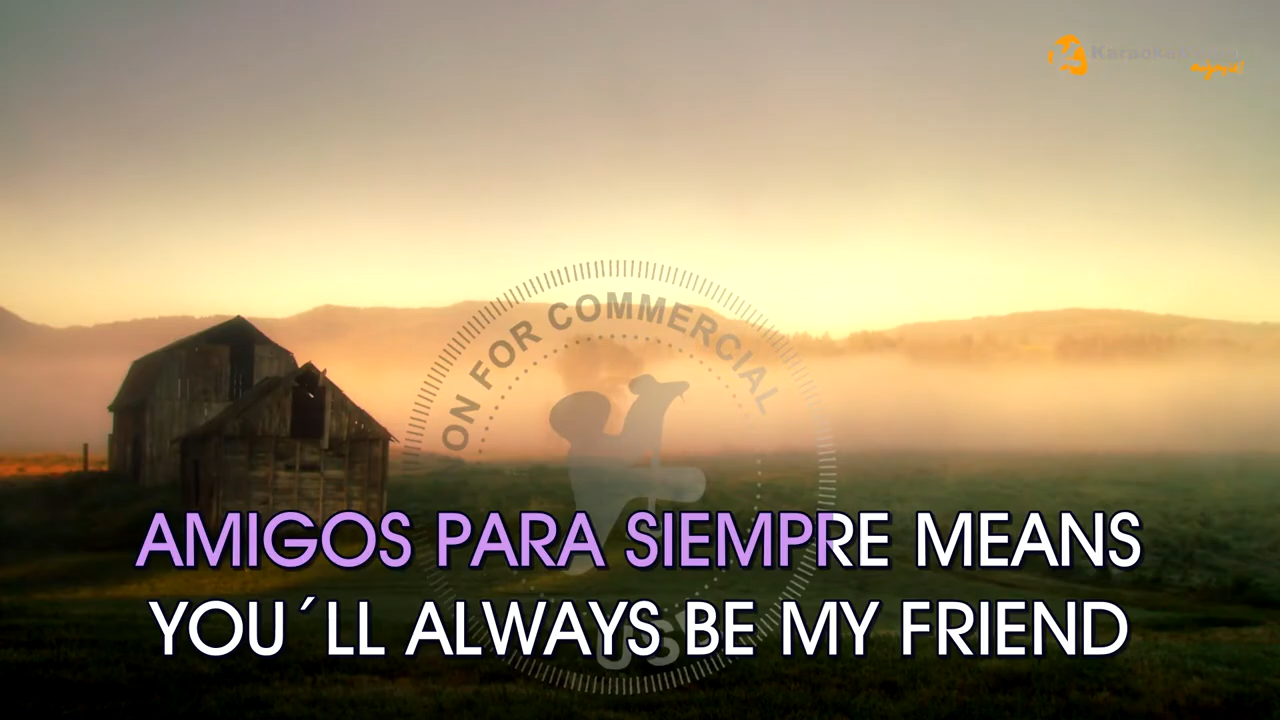 ON FOR COMMERCIAL
AMIGOS PARA SIEMPRE MEANS
YOU´LL ALWAYS BE MY FRIEND